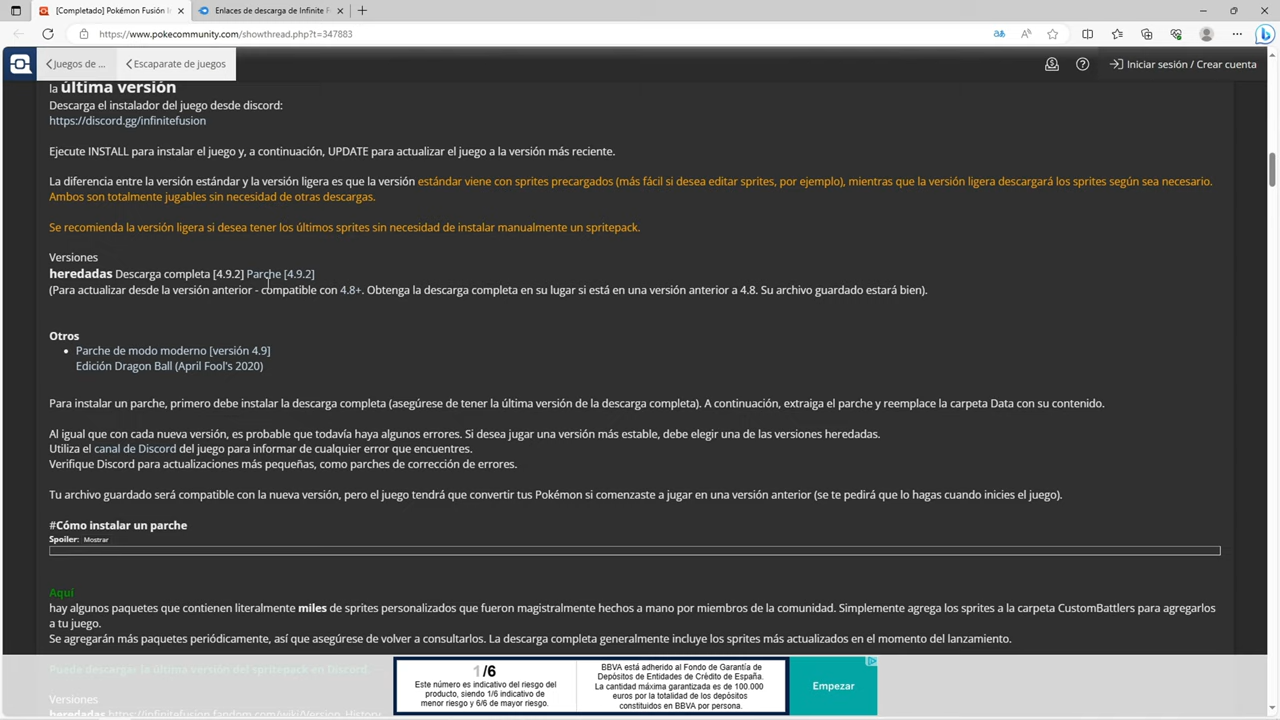 [Completado] Pokémon Fusión I
Enlaces de descarga de Infinite F
https://www.pokecommunity.com/showthread.php?t=347883
Juegos de ...
Escaparate de juegos
Iniciar sesión / Crear cuenta
la última versión
Descarga el instalador del juego desde discord:
https://discord.gg/infinitefusion
Ejecute INSTALL para instalar el juego y, a continuación, UPDATE para actualizar el juego a la versión más reciente.
La diferencia entre la versión estándar y la versión ligera es que la versión estándar viene con sprites precargados (más fácil si desea editar sprites, por ejemplo), mientras que la versión ligera descargará los sprites según sea necesario.
Ambos son totalmente jugables sin necesidad de otras descargas.
Se recomienda la versión ligera si desea tener los últimos sprites sin necesidad de instalar manualmente un spritepack.
Versiones
heredadas Descarga completa [4.9.2] Parche [4.9.2]
(Para actualizar desde la versión anterior - compatible con 4.8+. Obtenga la descarga completa en su lugar si está en una versión anterior a 4.8. Su archivo guardado estará bien).
Otros
Parche de modo moderno [versión 4.9]
Edición Dragon Ball (April Fool's 2020)
Para instalar un parche, primero debe instalar la descarga completa (asegúrese de tener la última versión de la descarga completa). A continuación, extraiga el parche y reemplace la carpeta Data con su contenido.
Al igual que con cada nueva versión, es probable que todavía haya algunos errores. Si desea jugar una versión más estable, debe elegir una de las versiones heredadas.
Utiliza el canal de Discord del juego para informar de cualquier error que encuentres.
Verifique Discord para actualizaciones más pequeñas, como parches de corrección de errores.
Tu archivo guardado será compatible con la nueva versión, pero el juego tendrá que convertir tus Pokémon si comenzaste a jugar en una versión anterior (se te pedirá que lo hagas cuando inicies el juego).
#Cómo instalar un parche
Spoiler: Mostrar
Aquí
hay algunos paquetes que contienen literalmente miles de sprites personalizados que fueron magistralmente hechos a mano por miembros de la comunidad. Simplemente agrega los sprites a la carpeta CustomBattlers para agregarlos
a tu juego.
Se agregarán más paquetes periódicamente, así que asegúrese de volver a consultarlos. La descarga completa generalmente incluye los sprites más actualizados en el momento del lanzamiento.
Puede descargar la última versión del spritepack en Discord.
Versiones
heredadas https://infinitefusion.fandom.com/wiki/Version_History
1/6
Este número es indicativo del riesgo del
producto, siendo 1/6 indicativo de
menor riesgo y 6/6 de mayor riesgo.
BBVA está adherido al Fondo de Garantía de
Depósitos de Entidades de Crédito de España.
La cantidad máxima garantizada es de 100.000
euros por la totalidad de los depósitos
constituidos en BBVA por persona.
Empezar